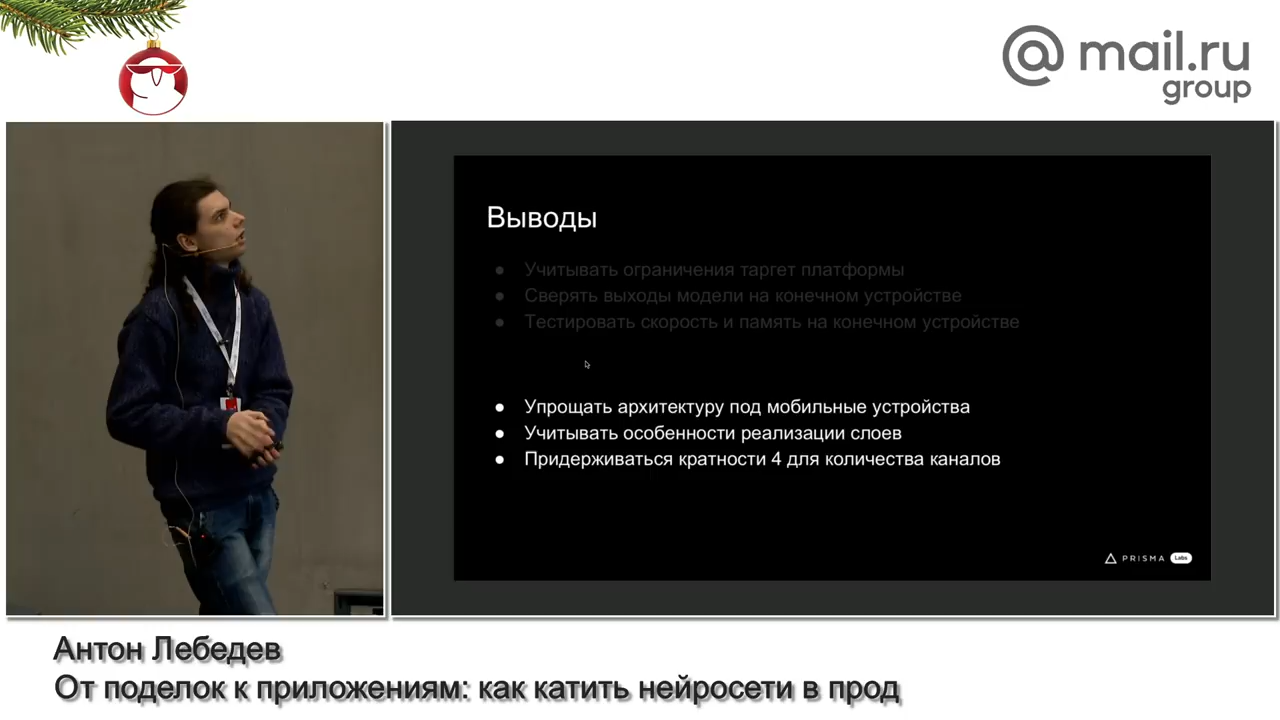 @ mail.ru
group
Выводы
● Учитывать ограничения таргет платформы
● Сверять выходы модели на конечном устройстве
● Тестировать скорость и память на конечном устройстве
● Упрощать архитектуру под мобильные устройства
● Учитывать особенности реализации слоев
● Придерживаться кратности 4 для количества каналов
PRISMA Labs
Антон Лебедев
От поделок к приложениям: как катить нейросети в прод